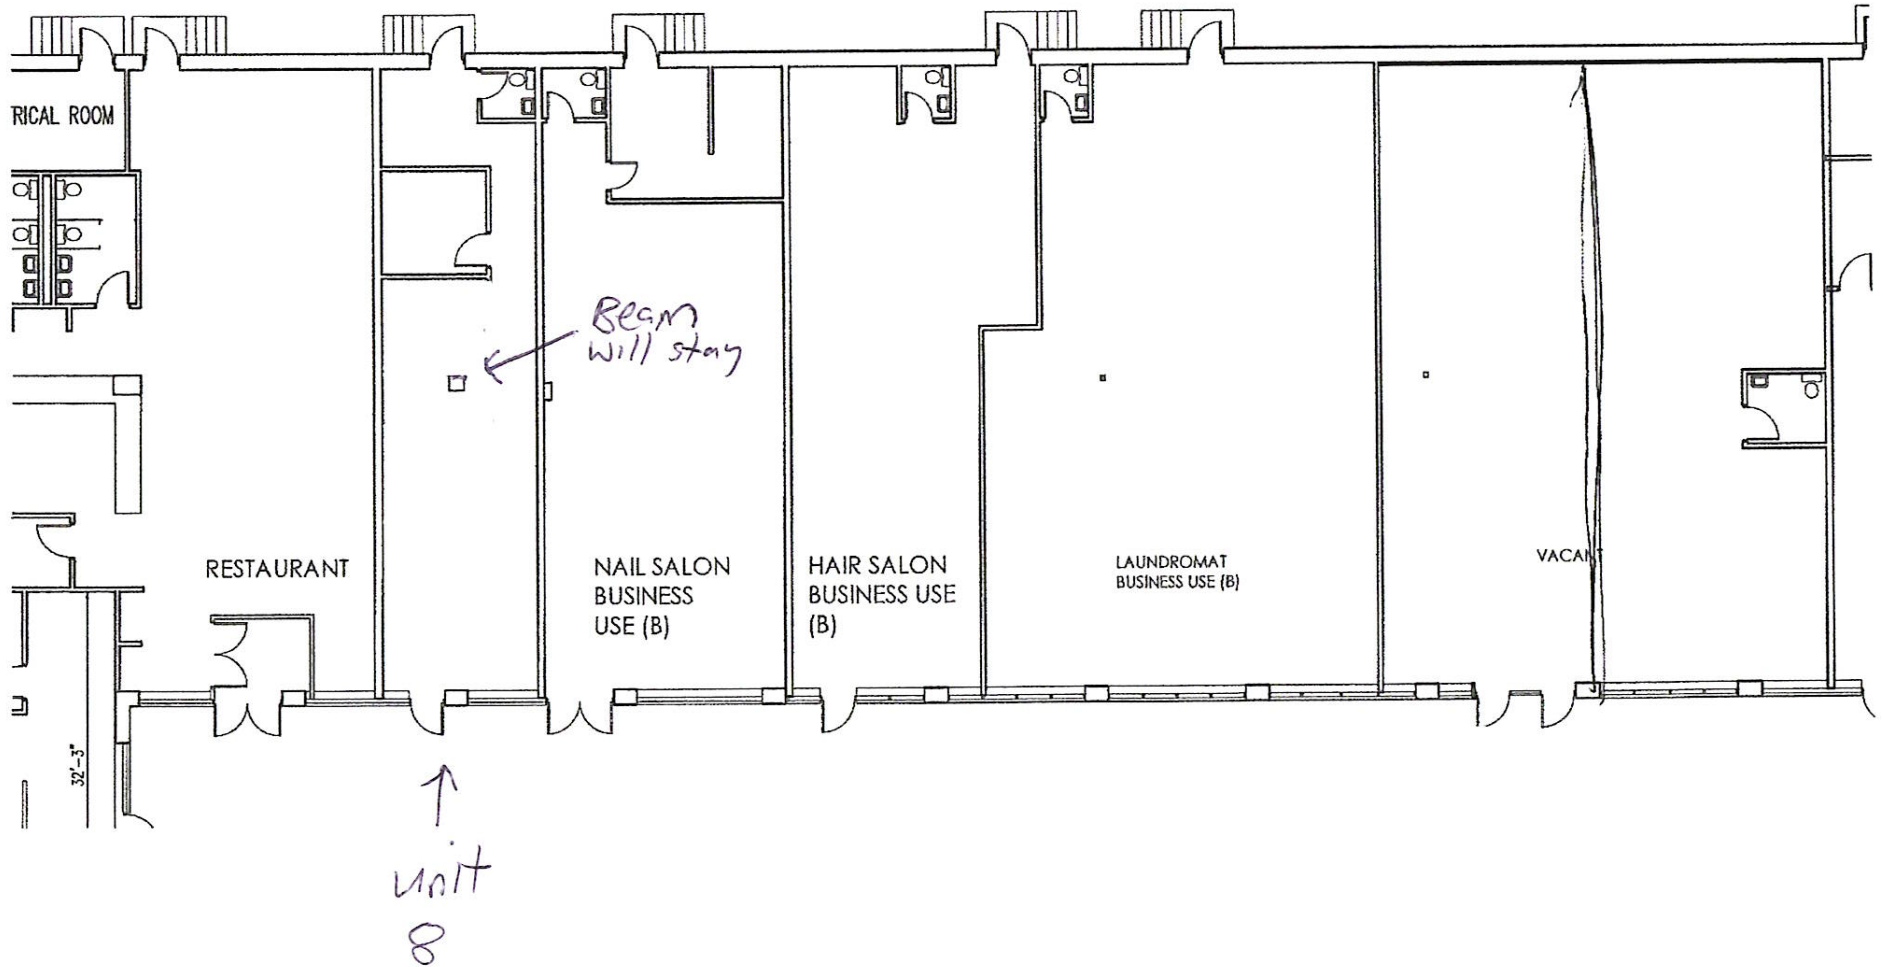 TRICAL ROOM
Beam
will stay
RESTAURANT
NAIL SALON
BUSINESS
USE (B)
HAIR SALON
BUSINESS USE
(B)
LAUNDROMAT
BUSINESS USE (B)
VACANT
32'-3"
Unit
8